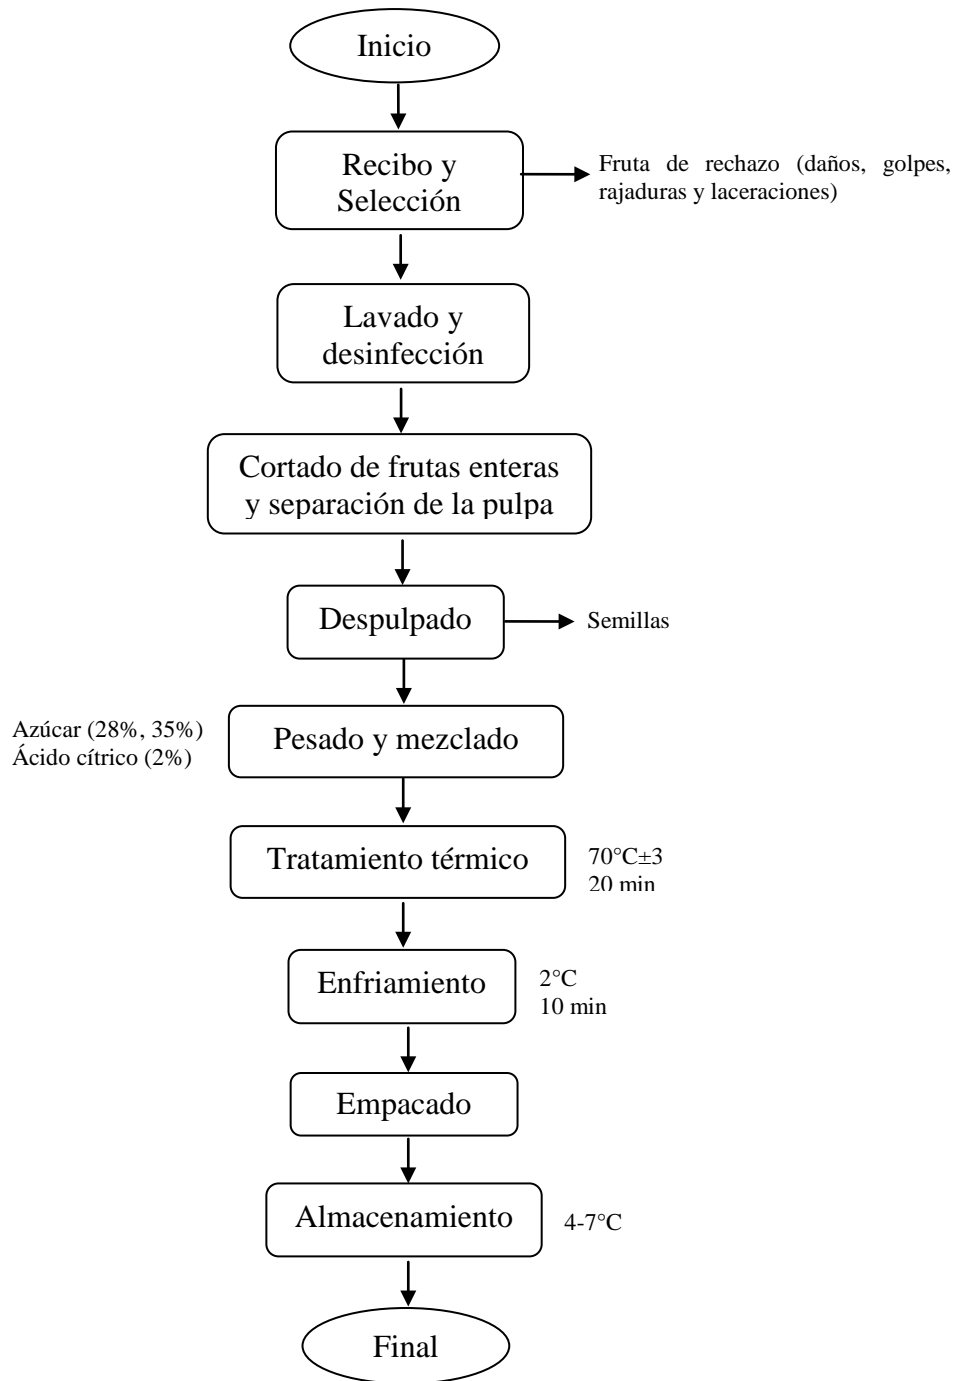 Inicio
Recibo y
Selección
Fruta de rechazo (daños, golpes,
rajaduras y laceraciones)
Lavado y
desinfección
Cortado de frutas enteras
y separación de la pulpa
Despulpado
Semillas
Azúcar (28%, 35%)
Ácido cítrico (2%)
Pesado y mezclado
Tratamiento térmico
70°C±3
20 min
Enfriamiento
2°C
10 min
Empacado
Almacenamiento
4-7°C
Final